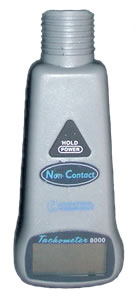 HOLD
POWER
Non Contact
Tachometer 8000